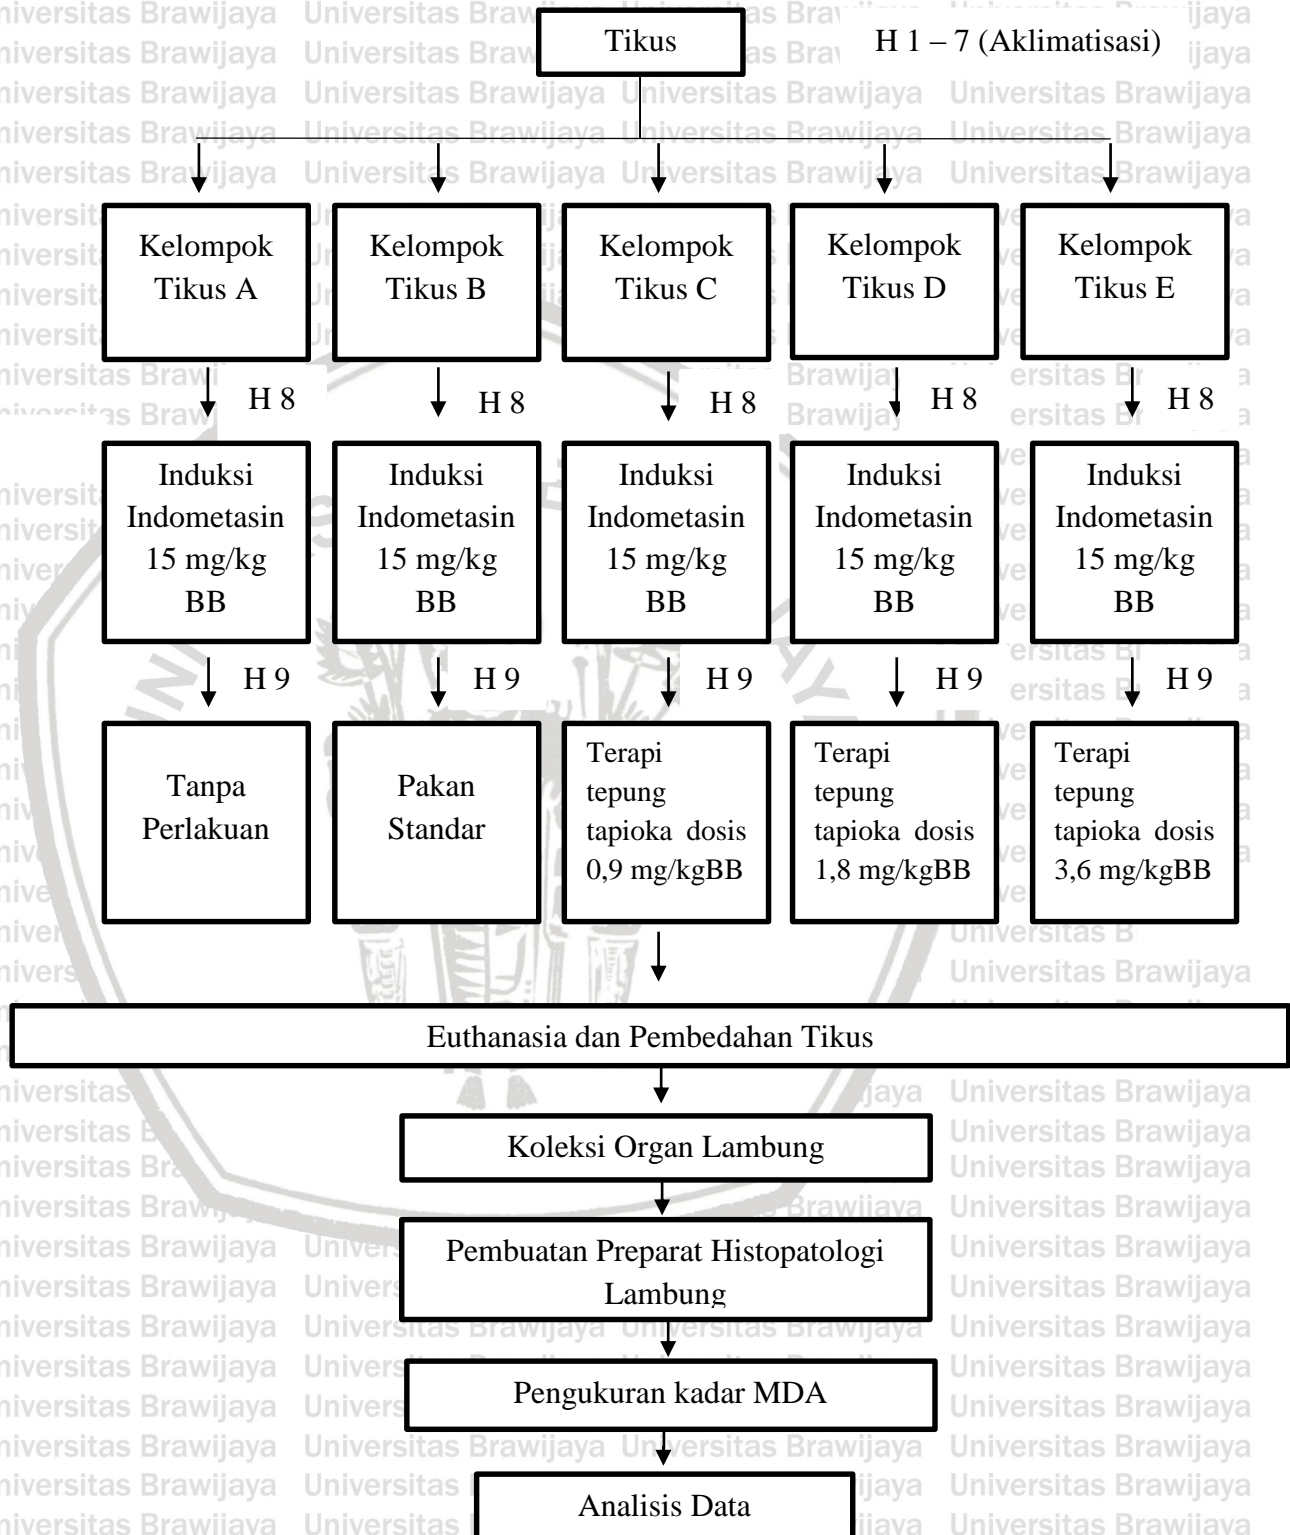 Tikus
H 1 – 7 (Aklimatisasi)
Kelompok
Tikus A
Kelompok
Tikus B
Kelompok
Tikus C
Kelompok
Tikus D
Kelompok
Tikus E
H 8
H 8
H 8
H 8
H 8
Induksi
Indometasin
15 mg/kg
BB
Induksi
Indometasin
15 mg/kg
BB
Induksi
Indometasin
15 mg/kg
BB
Induksi
Indometasin
15 mg/kg
BB
Induksi
Indometasin
15 mg/kg
BB
H 9
H 9
H 9
H 9
H 9
Tanpa
Perlakuan
Pakan
Standar
Terapi
tepung
tapioka dosis
0,9 mg/kgBB
Terapi
tepung
tapioka dosis
1,8 mg/kgBB
Terapi
tepung
tapioka dosis
3,6 mg/kgBB
Euthanasia dan Pembedahan Tikus
Koleksi Organ Lambung
Pembuatan Preparat Histopatologi
Lambung
Pengukuran kadar MDA
Analisis Data
Universitas Brawijaya